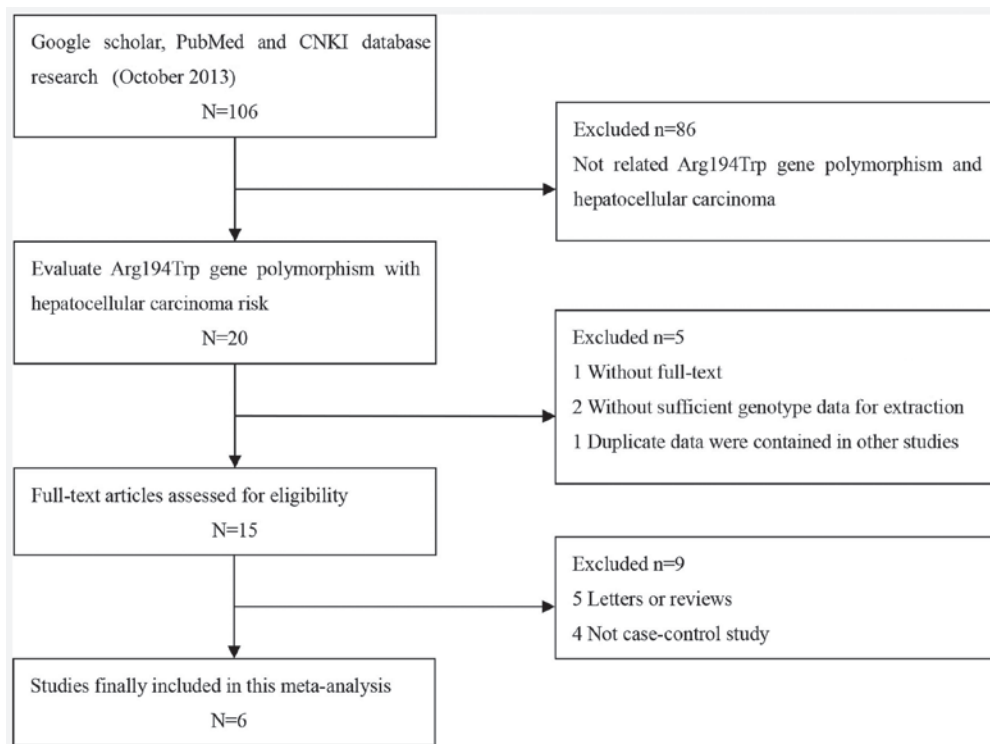 Google scholar, PubMed and CNKI database
research (October 2013)
N=106
Excluded n=86
Not related Arg194Trp gene polymorphism and
hepatocellular carcinoma
Evaluate Arg194Trp gene polymorphism with
hepatocellular carcinoma risk
N=20
Excluded n=5
1 Without full-text
2 Without sufficient genotype data for extraction
1 Duplicate data were contained in other studies
Full-text articles assessed for eligibility
N=15
Excluded n=9
5 Letters or reviews
4 Not case-control study
Studies finally included in this meta-analysis
N=6